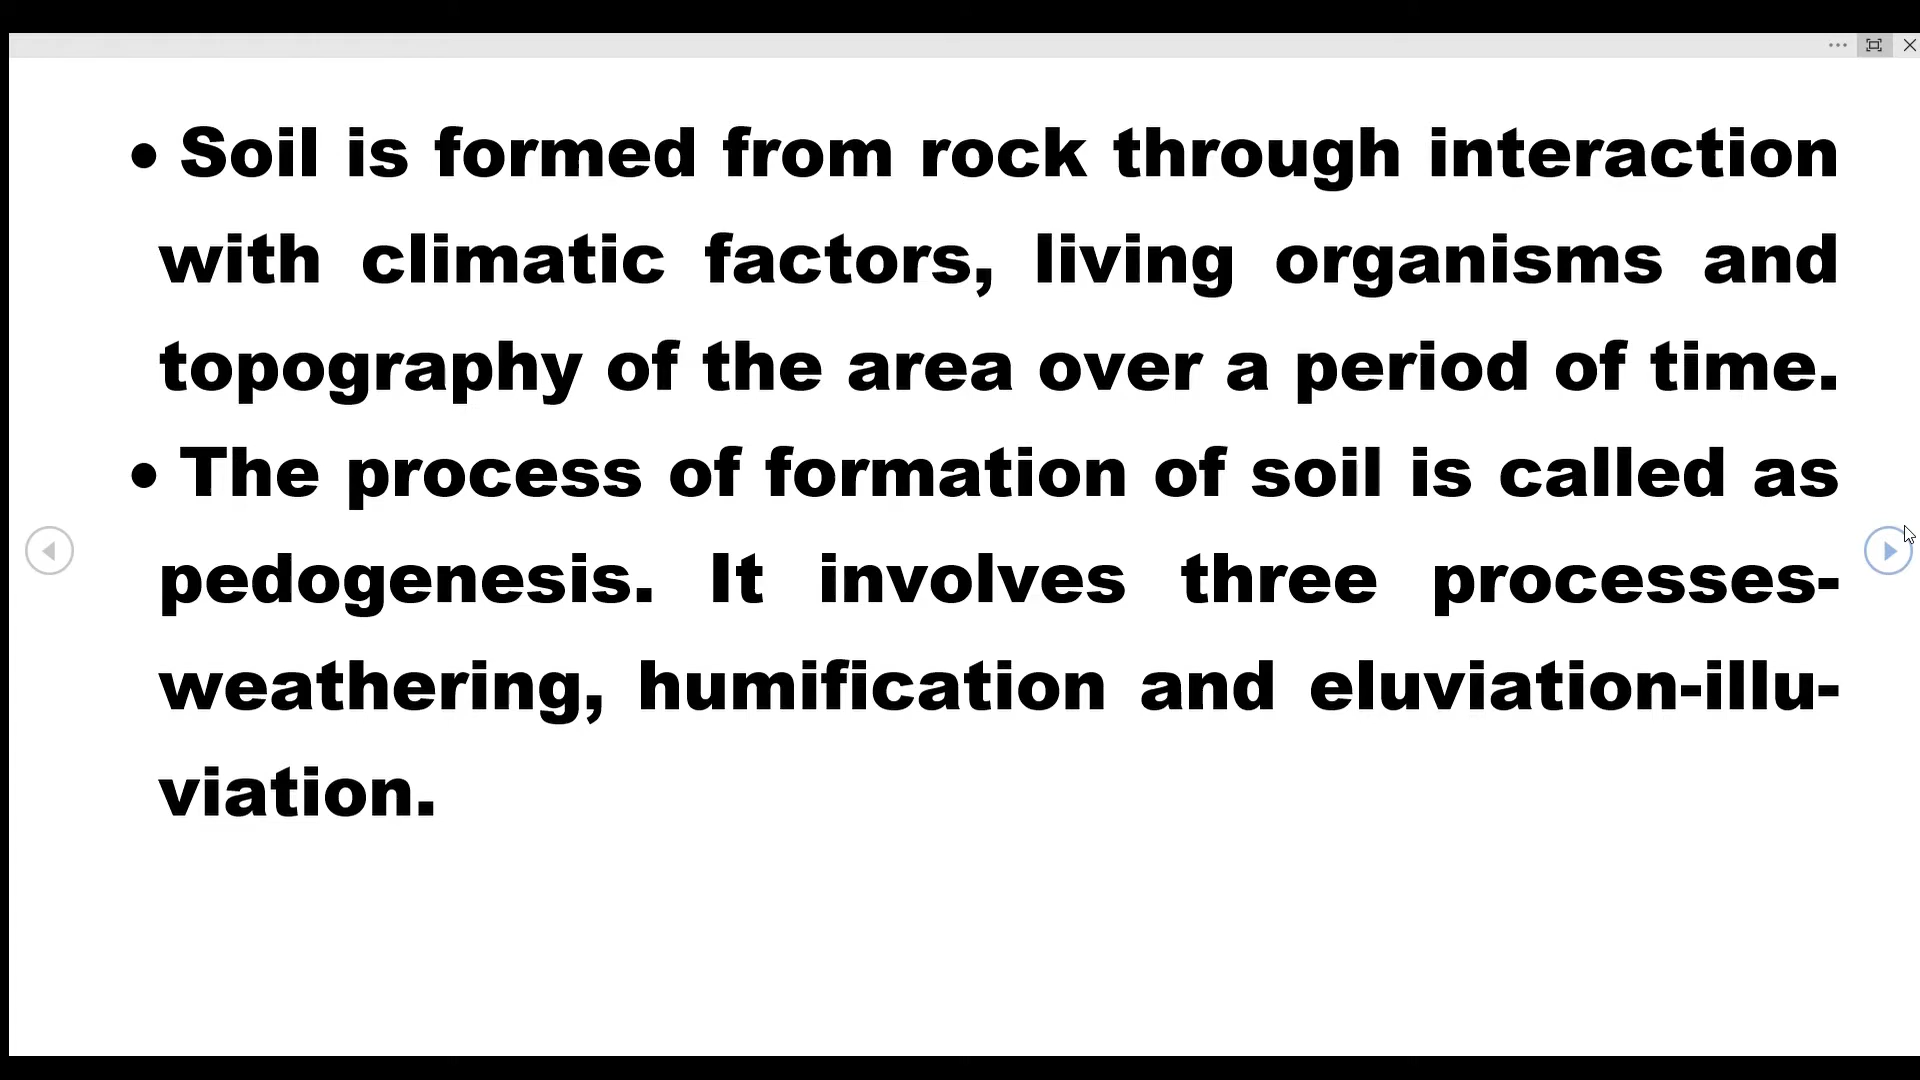 • Soil is formed from rock through interaction
with climatic factors, living organisms and
topography of the area over a period of time.
• The process of formation of soil is called as
pedogenesis. It involves three processes-
weathering, humification and eluviation-illu-
viation.